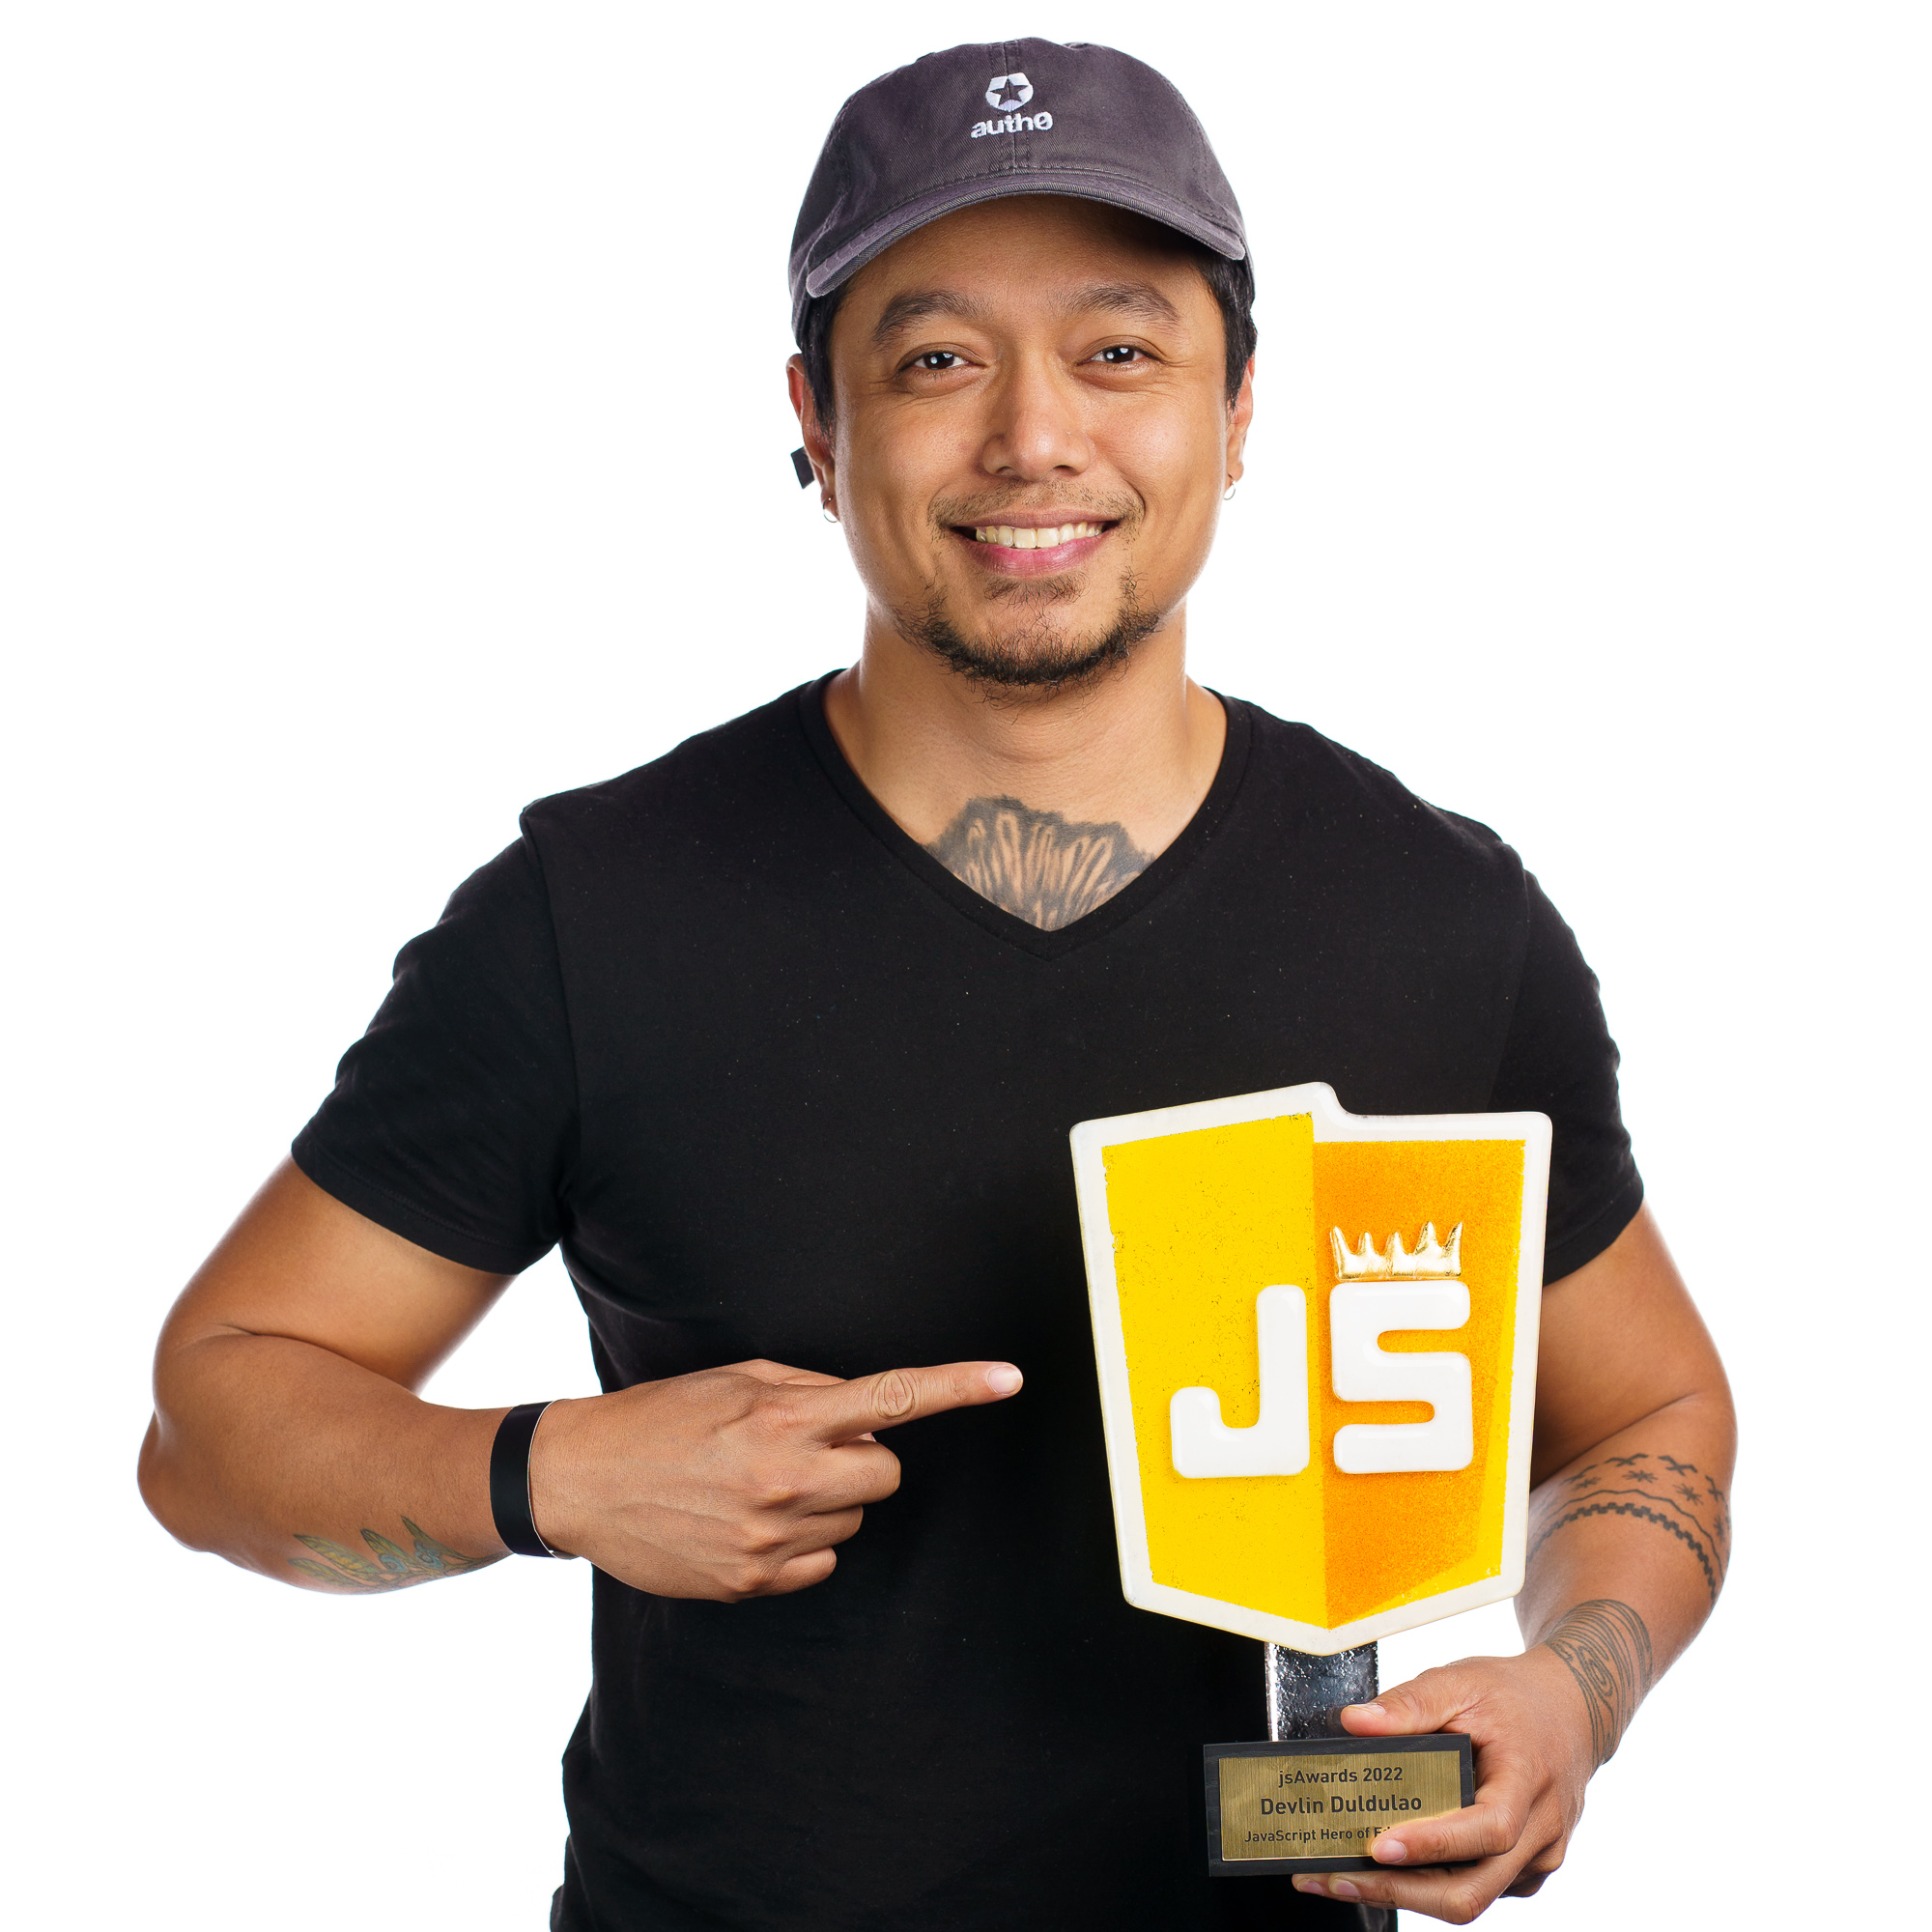 auth0
JS
jsAwards 2022
Devlin Duldulao
JavaScript Hero of